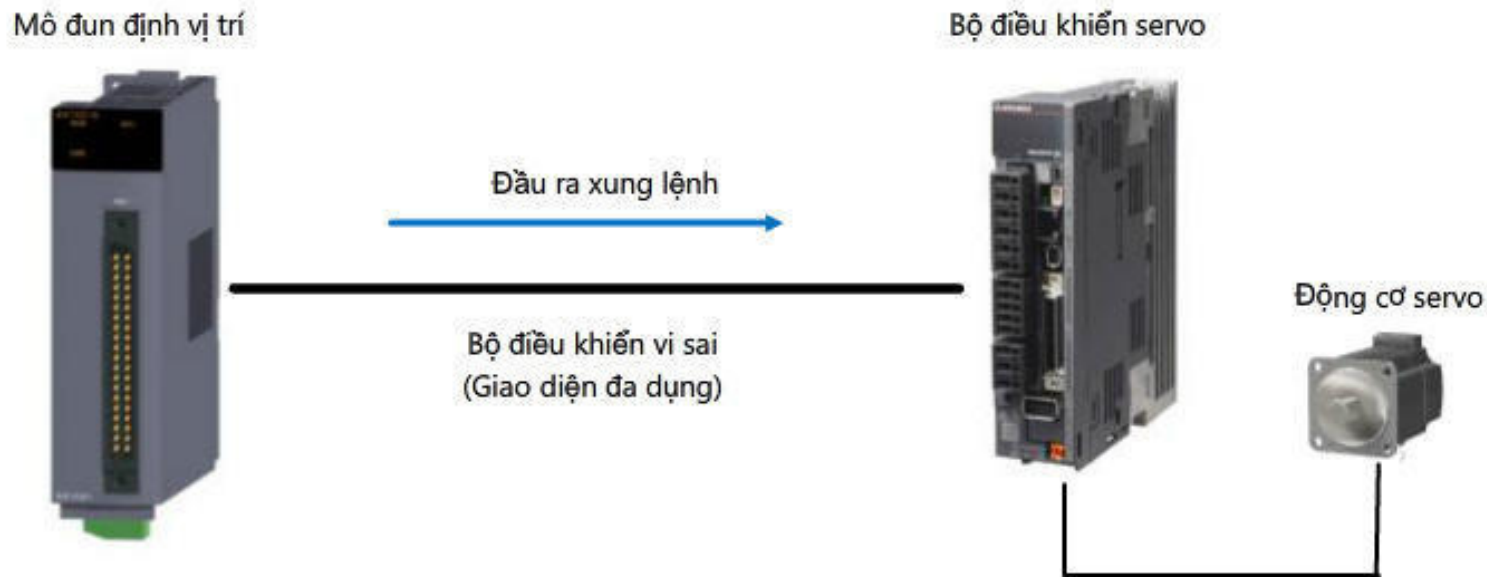 Mô đun định vị trí
Bộ điều khiển servo
Đầu ra xung lệnh
Bộ điều khiển vi sai
(Giao diện đa dụng)
Động cơ servo